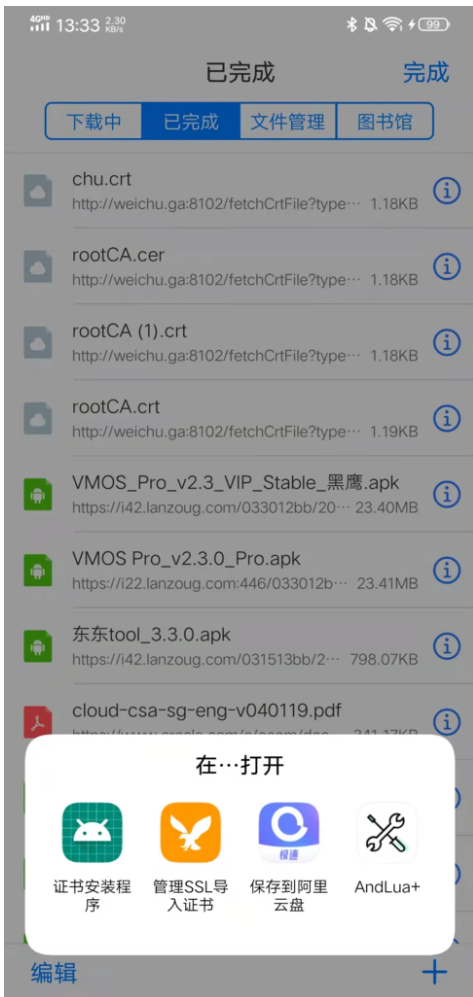 4GHD 13:33 2.30 KB/s 99
已完成 完成
下载中 已完成 文件管理 图书馆
chu.crt
http://weichu.ga:8102/fetchCrtFile?type··· 1.18KB
rootCA.cer
http://weichu.ga:8102/fetchCrtFile?type··· 1.18KB
rootCA (1).crt
http://weichu.ga:8102/fetchCrtFile?type··· 1.18KB
rootCA.crt
http://weichu.ga:8102/fetchCrtFile?type··· 1.19KB
VMOS_Pro_v2.3_VIP_Stable_黑鹰.apk
https://i42.lanzoug.com/033012bb/20··· 23.40MB
VMOS Pro_v2.3.0_Pro.apk
https://i22.lanzoug.com:446/033012b··· 23.41MB
东东tool_3.3.0.apk
https://i42.lanzoug.com/031513bb/2··· 798.07KB
cloud-csa-sg-eng-v040119.pdf
在···打开
极速
证书安装程 管理SSL导 保存到阿里 AndLua+
序 入证书 云盘
编辑